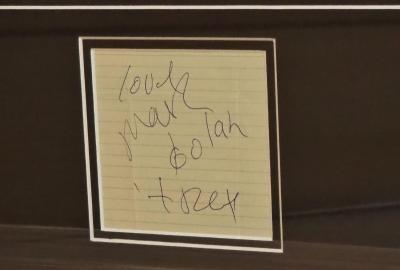 love
Marc
bolan
't.Rex